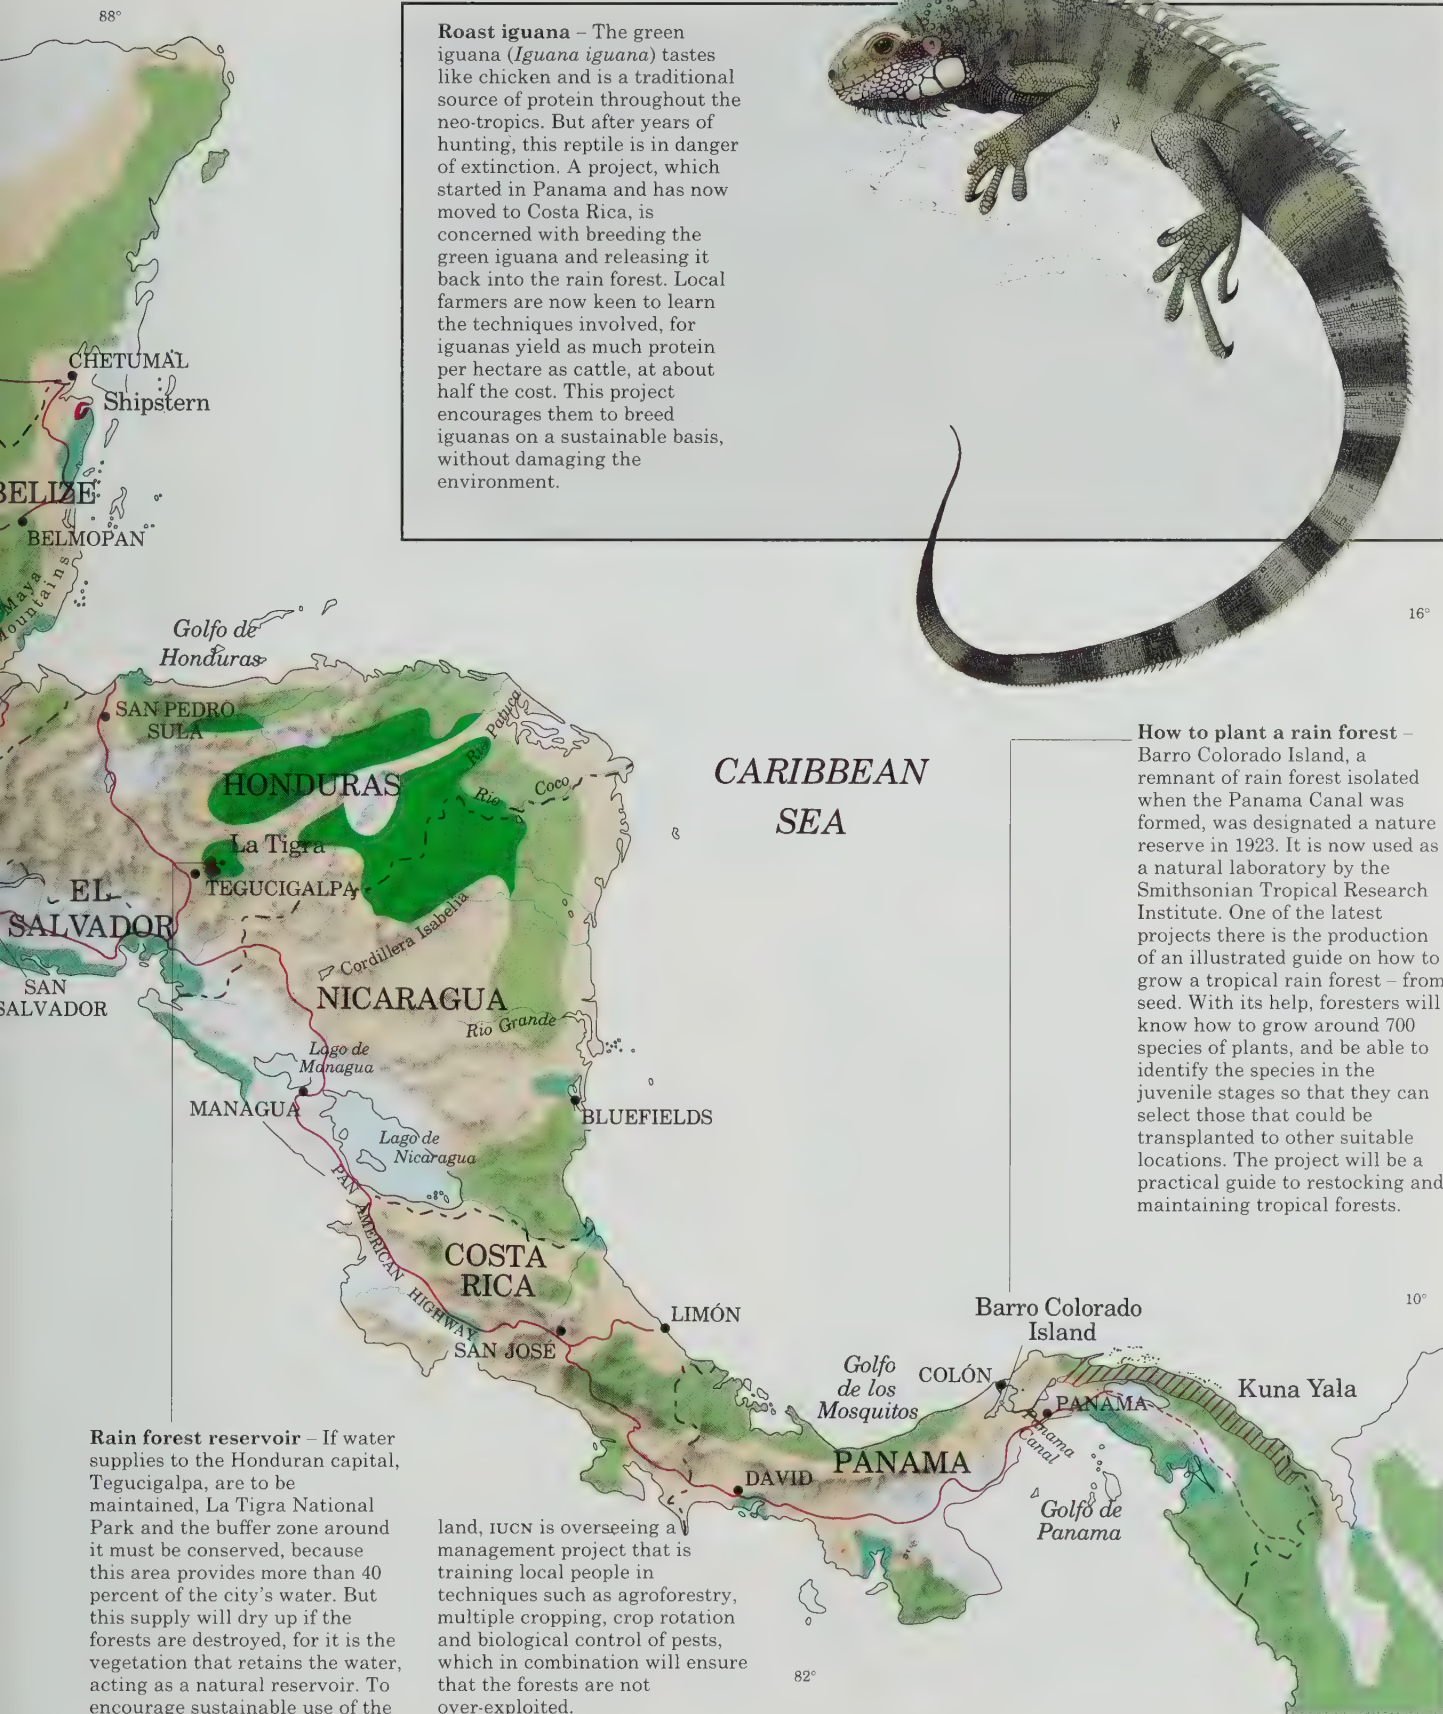 88°
Roast iguana – The green
iguana (Iguana iguana) tastes
like chicken and is a traditional
source of protein throughout the
neo-tropics. But after years of
hunting, this reptile is in danger
of extinction. A project, which
started in Panama and has now
moved to Costa Rica, is
concerned with breeding the
green iguana and releasing it
back into the rain forest. Local
farmers are now keen to learn
the techniques involved, for
iguanas yield as much protein
per hectare as cattle, at about
half the cost. This project
encourages them to breed
iguanas on a sustainable basis,
without damaging the
environment.
CHETUMAL
Shipstern
BELIZE
BELMOPAN
Maya
Mountains
16°
Golfo de
Honduras
SAN PEDRO
SULA
Rio Patuca
HONDURAS
Rio Coco
La Tigra
TEGUCIGALPA
EL
SALVADOR
SAN
SALVADOR
Cordillera Isabelia
NICARAGUA
Rio Grande
Lago de
Managua
MANAGUA
BLUEFIELDS
Lago de
Nicaragua
PAN AMERICAN HIGHWAY
CARIBBEAN
SEA
How to plant a rain forest –
Barro Colorado Island, a
remnant of rain forest isolated
when the Panama Canal was
formed, was designated a nature
reserve in 1923. It is now used as
a natural laboratory by the
Smithsonian Tropical Research
Institute. One of the latest
projects there is the production
of an illustrated guide on how to
grow a tropical rain forest – from
seed. With its help, foresters will
know how to grow around 700
species of plants, and be able to
identify the species in the
juvenile stages so that they can
select those that could be
transplanted to other suitable
locations. The project will be a
practical guide to restocking and
maintaining tropical forests.
COSTA
RICA
LIMÓN
SAN JOSÉ
10°
Barro Colorado
Island
Golfo
de los
Mosquitos
COLÓN
Kuna Yala
PANAMA
Panama
Canal
PANAMA
DAVID
Golfo de
Panama
82°
Rain forest reservoir – If water
supplies to the Honduran capital,
Tegucigalpa, are to be
maintained, La Tigra National
Park and the buffer zone around
it must be conserved, because
this area provides more than 40
percent of the city's water. But
this supply will dry up if the
forests are destroyed, for it is the
vegetation that retains the water,
acting as a natural reservoir. To
encourage sustainable use of the
land, IUCN is overseeing a
management project that is
training local people in
techniques such as agroforestry,
multiple cropping, crop rotation
and biological control of pests,
which in combination will ensure
that the forests are not
over-exploited.